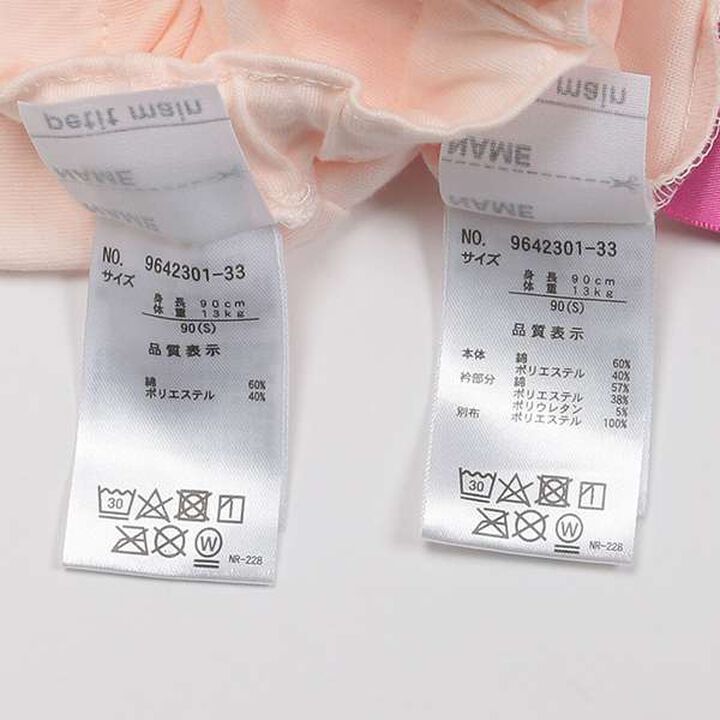 petit main
NAME
NAME
NO. 9642301-33
サイズ
身長 90cm
体重 13kg
90(S)
品質表示
綿 60%
ポリエステル 40%
30
W
NR-228
main
NAME
NAME
NO. 9642301-33
サイズ
身長 90cm
体重 13kg
90(S)
品質表示
本体 綿 60%
ポリエステル 40%
衿部分 綿 57%
ポリエステル 38%
ポリウレタン 5%
別布 ポリエステル 100%
30
W
NR-228